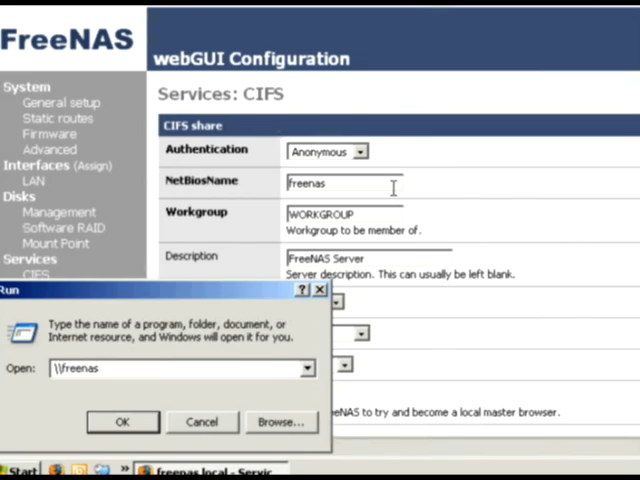 FreeNAS
webGUI Configuration
System
General setup
Static routes
Firmware
Advanced
Interfaces (Assign)
LAN
Disks
Management
Software RAID
Mount Point
Services
CIFS
Services: CIFS
CIFS share
Authentication
Anonymous
NetBiosName
freenas
Workgroup
WORKGROUP
Workgroup to be member of.
Description
FreeNAS Server
Server description. This can usually be left blank.
eNAS to try and become a local master browser.
Run
Type the name of a program, folder, document, or
Internet resource, and Windows will open it for you.
Open:
\\freenas
OK
Cancel
Browse...
Start
freenas.local - Servic...